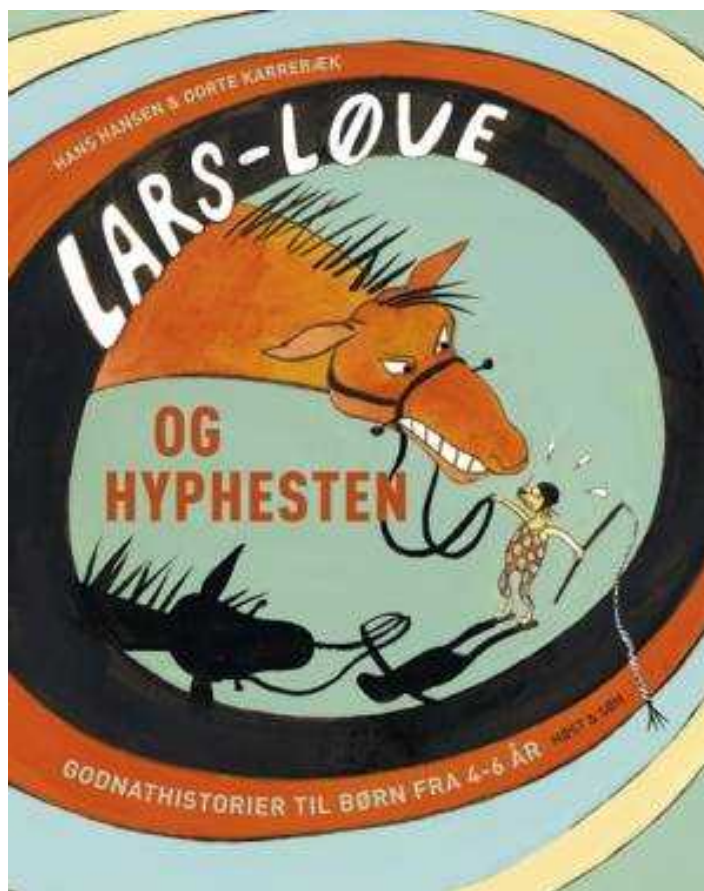 HANS HANSEN & DORTE KARREBÆK
LARS-LØVE
OG
HYPHESTEN
GODNATHISTORIER TIL BØRN FRA 4-6 ÅR
HØST & SØN